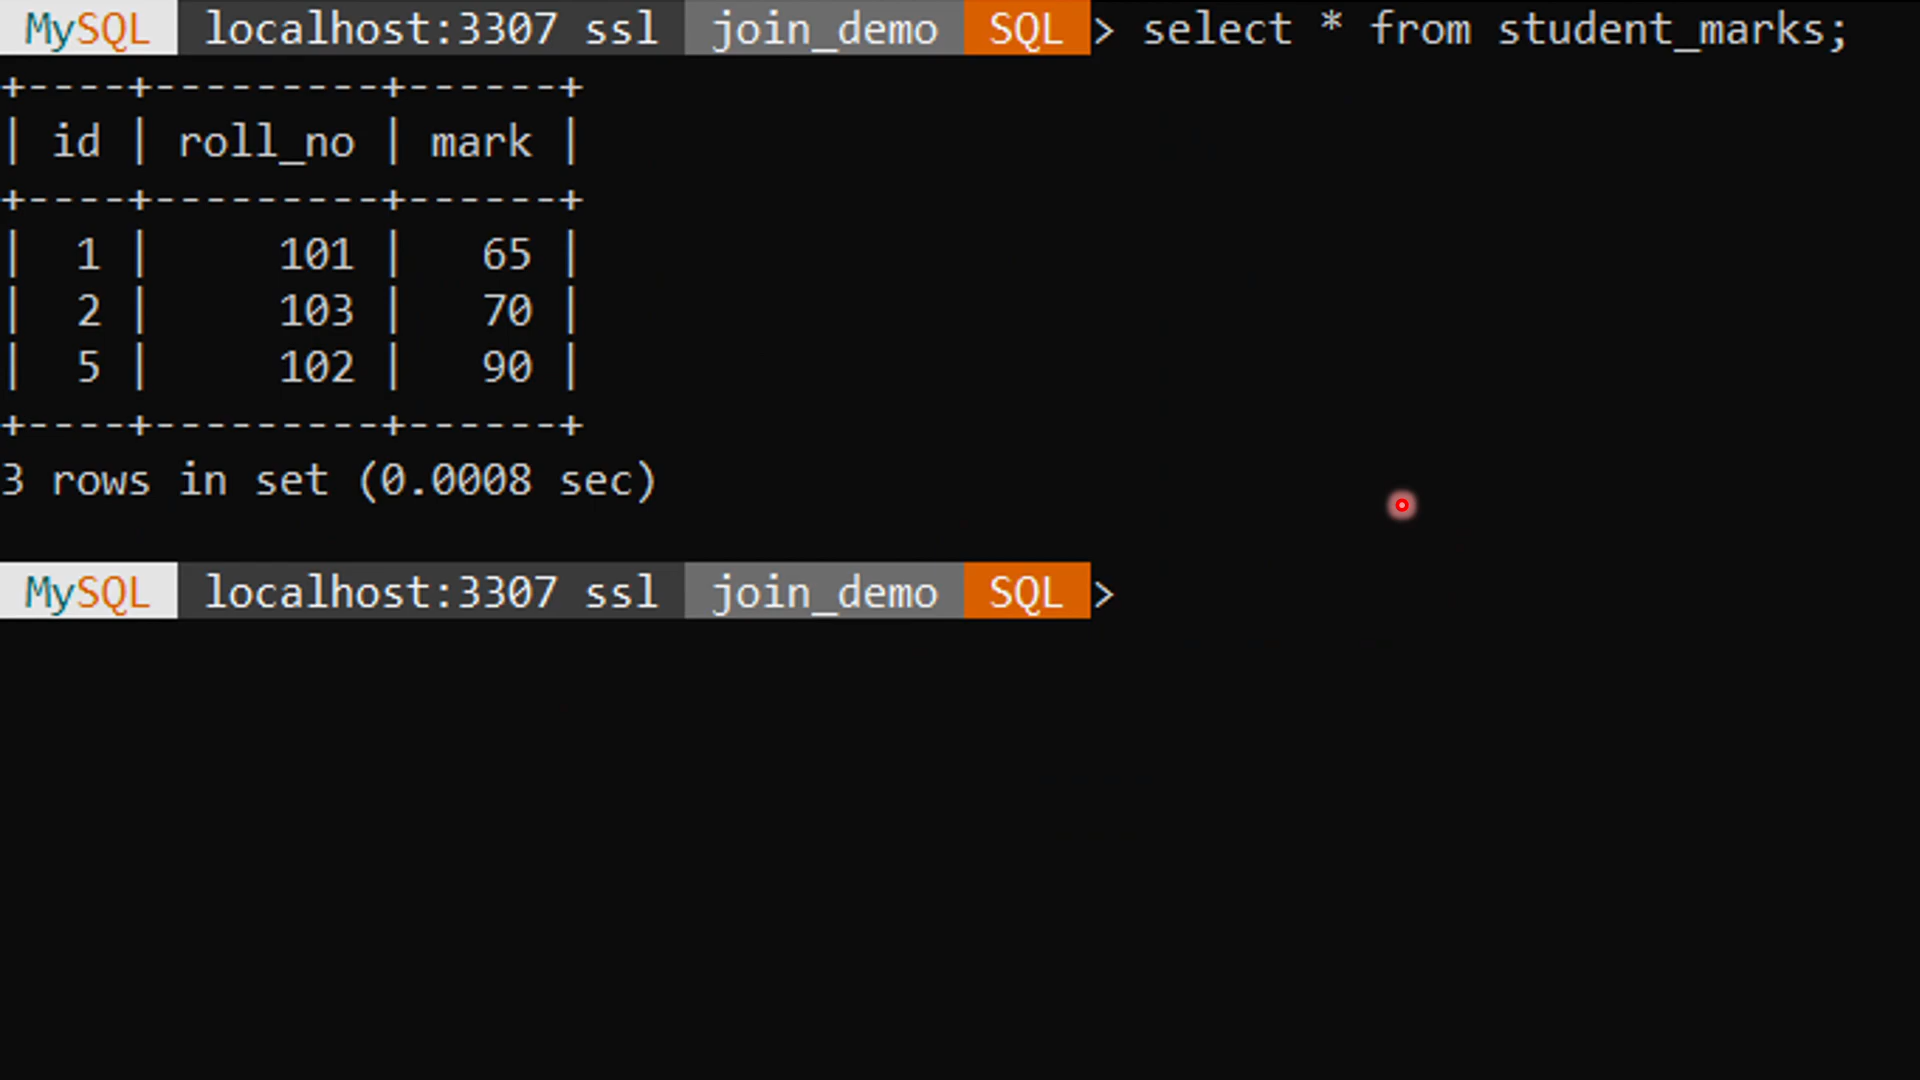 MySQL localhost:3307 ssl join_demo SQL > select * from student_marks;
+----+---------+------+
| id | roll_no | mark |
+----+---------+------+
|  1 |     101 |   65 |
|  2 |     103 |   70 |
|  5 |     102 |   90 |
+----+---------+------+
3 rows in set (0.0008 sec)
MySQL localhost:3307 ssl join_demo SQL >